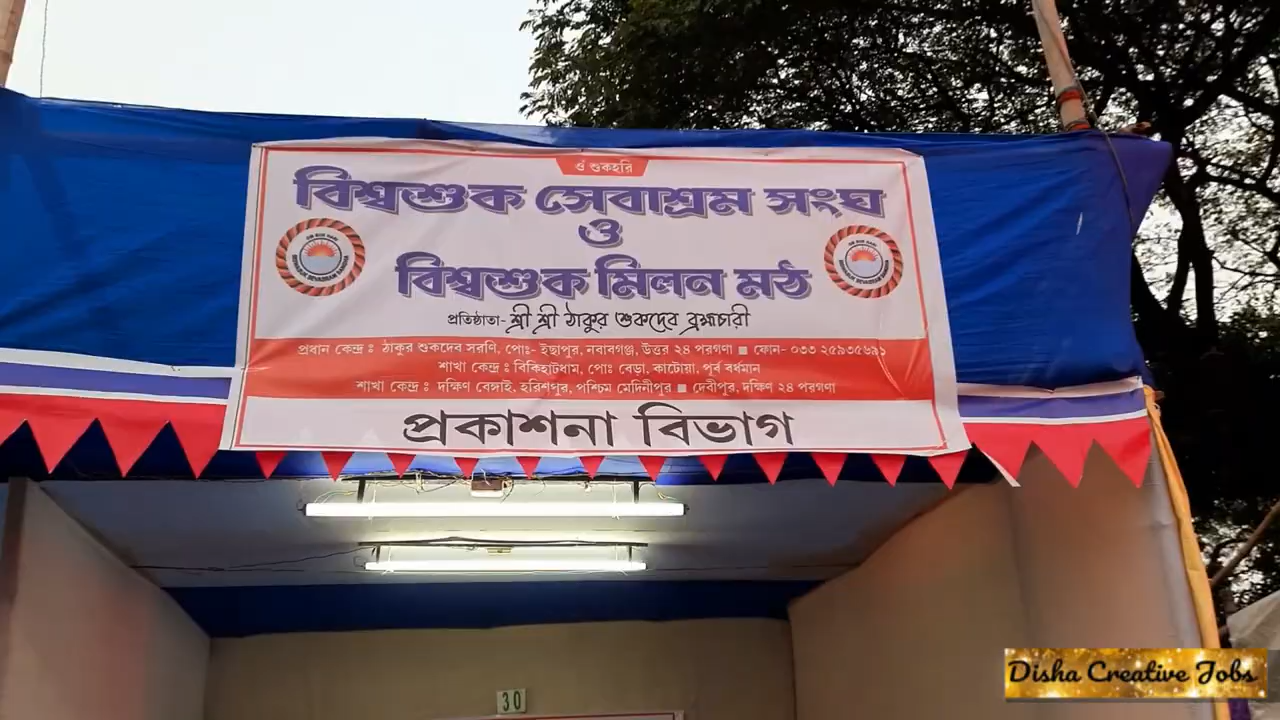 ওঁ শুকহরি
বিশ্বশুক সেবাশ্রম সংঘ
ও
বিশ্বশুক মিলন মঠ
প্রতিষ্ঠাতা- শ্রী শ্রী ঠাকুর শুকদেব ব্রহ্মচারী
প্রধান কেন্দ্র ঃ ঠাকুর শুকদেব সরণি, পোঃ- ইছাপুর, নবাবগঞ্জ, উত্তর ২৪ পরগণা ■ ফোন- ০৩৩ ২৫৯৩৫৬৯১
শাখা কেন্দ্র ঃ বিকিহাটধাম, পোঃ বেড়া, কাটোয়া, পূর্ব বর্ধমান
শাখা কেন্দ্র ঃ দক্ষিণ বেঙ্গাই, হরিশপুর, পশ্চিম মেদিনীপুর ■ দেবীপুর, দক্ষিণ ২৪ পরগণা
প্রকাশনা বিভাগ
30
Disha Creative Jobs